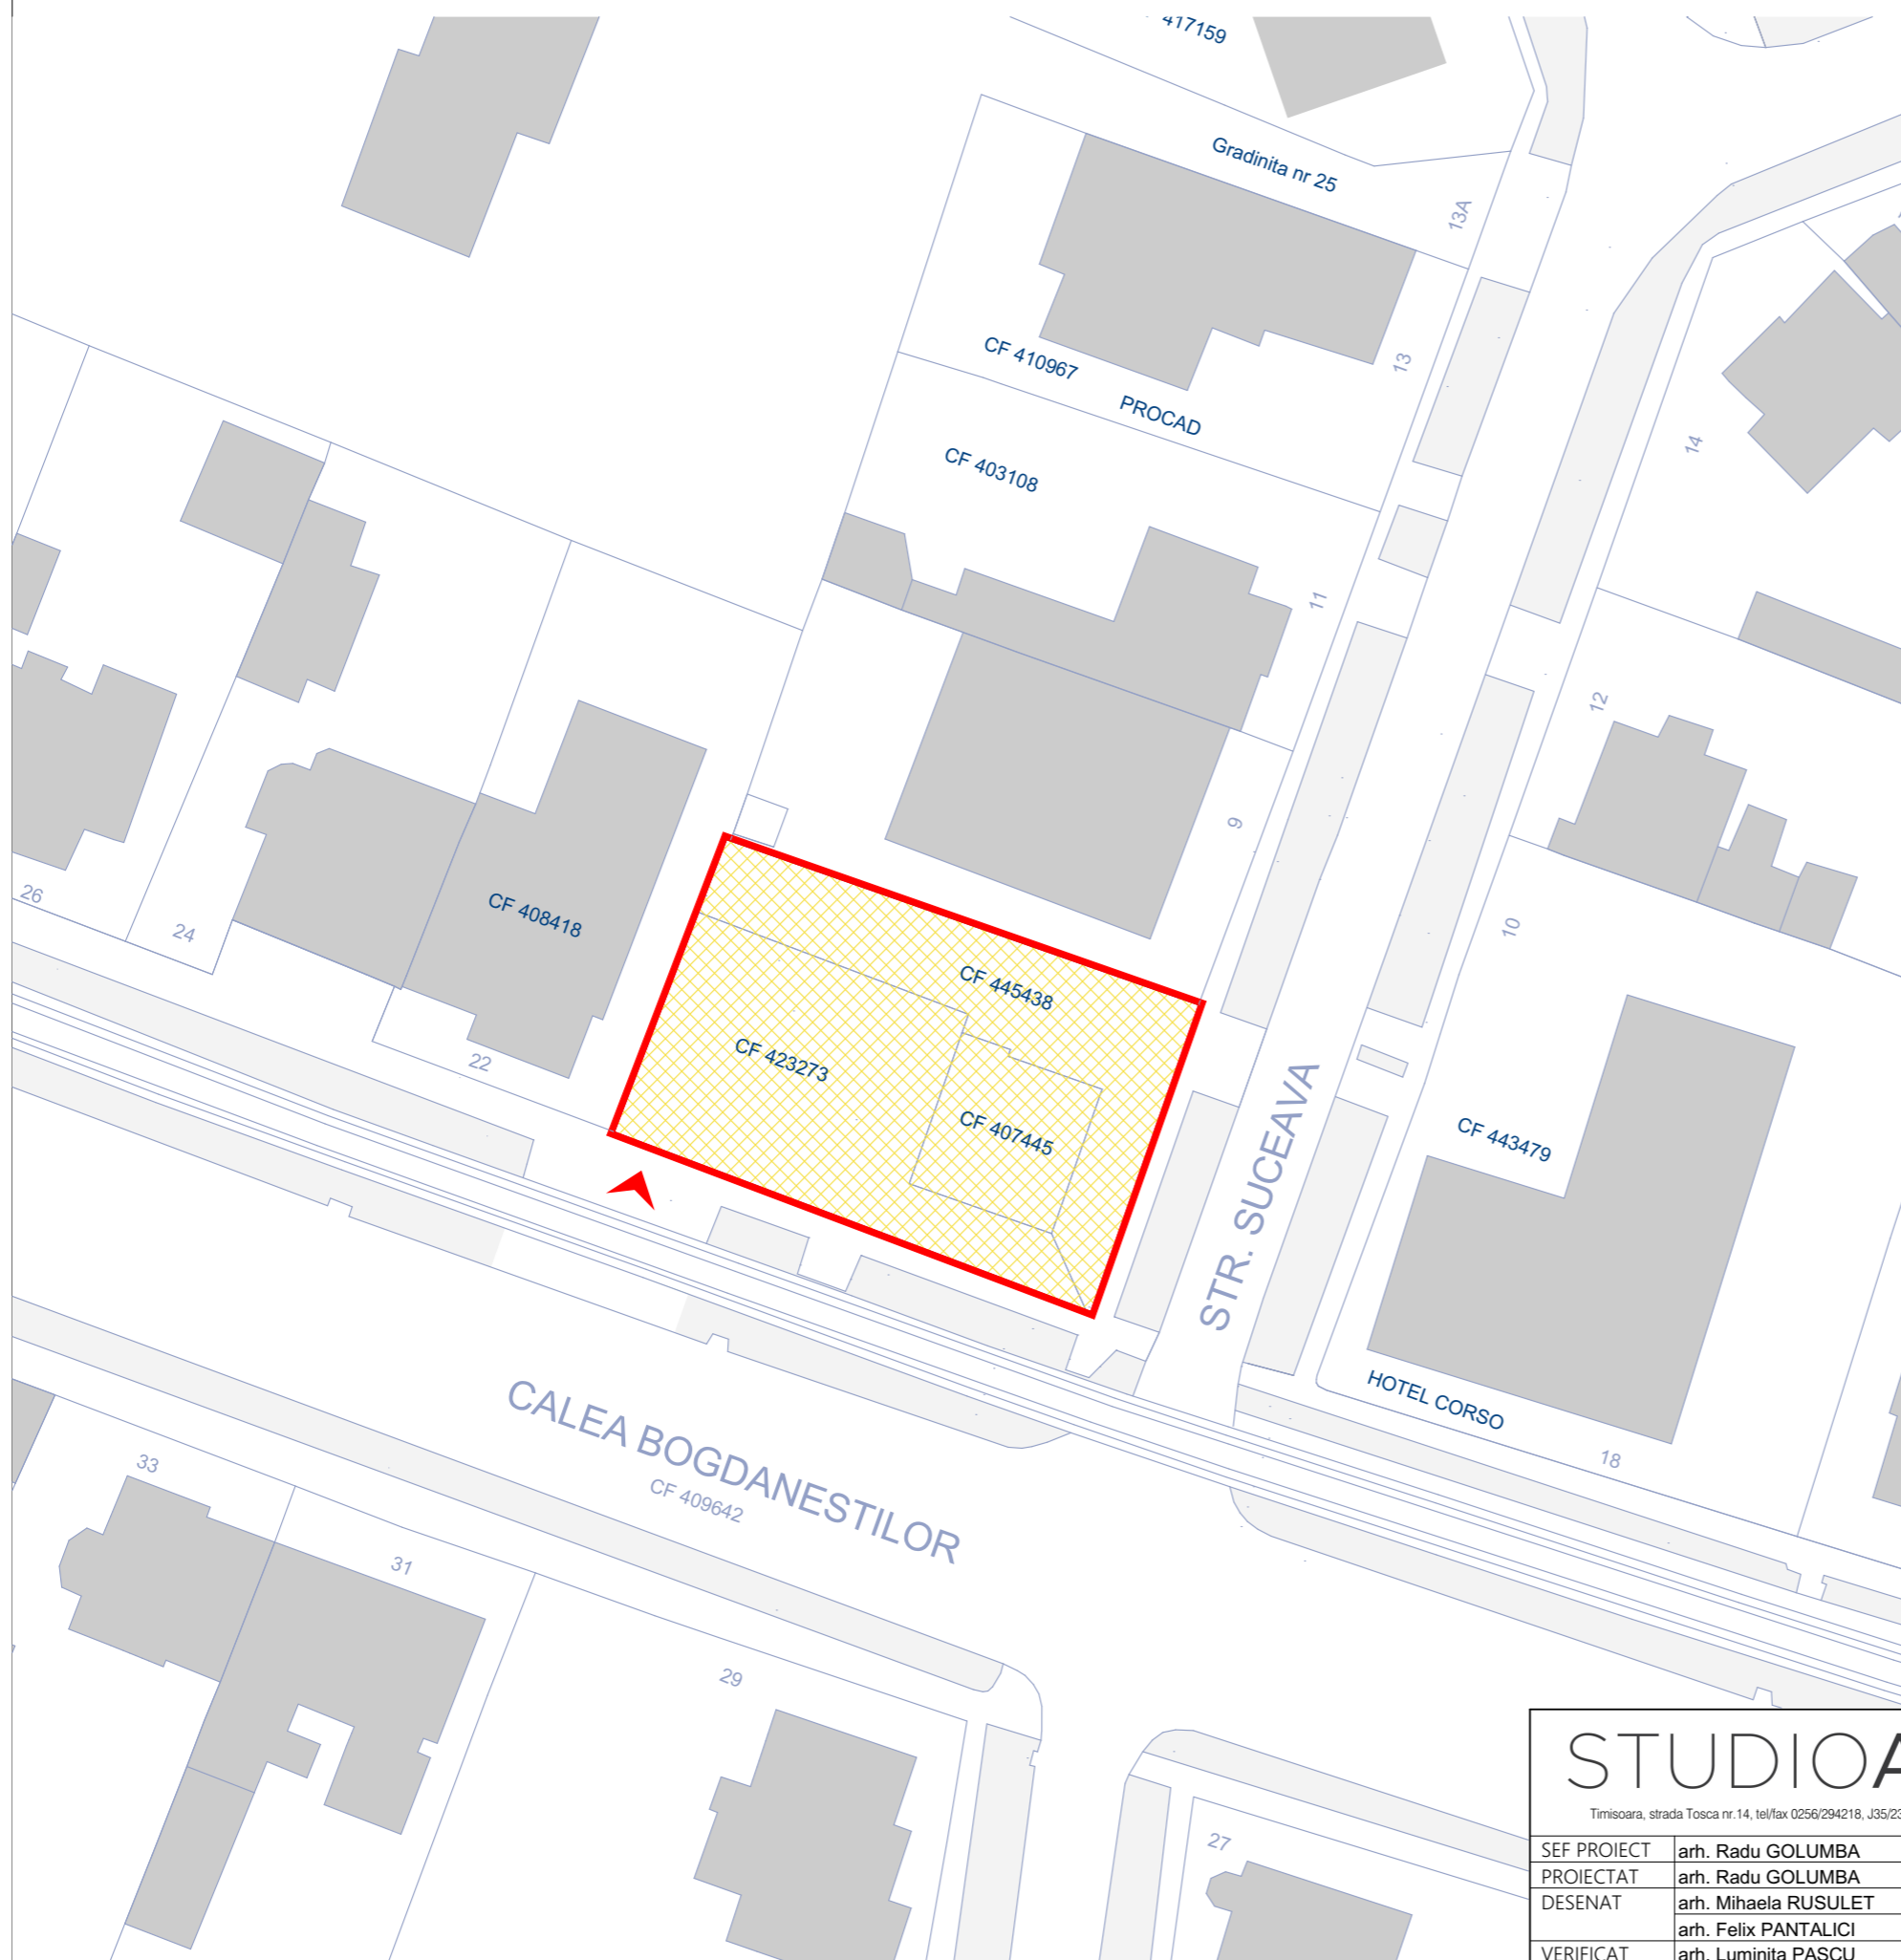 417159
Gradinita nr 25
13A
CF 410967
13
PROCAD
CF 403108
14
11
12
9
26
24
CF 408418
10
CF 445438
22
CF 423273
CF 407445
CF 443479
STR. SUCEAVA
HOTEL CORSO
18
CALEA BOGDANESTILOR
CF 409642
33
31
29
27
STUDIO
Timisoara, strada Tosca nr.14, tel/fax 0256/294218, J35/23
SEF PROIECT arh. Radu GOLUMBA
PROIECTAT arh. Radu GOLUMBA
DESENAT arh. Mihaela RUSULET
arh. Felix PANTALICI
VERIFICAT arh. Luminita PASCU